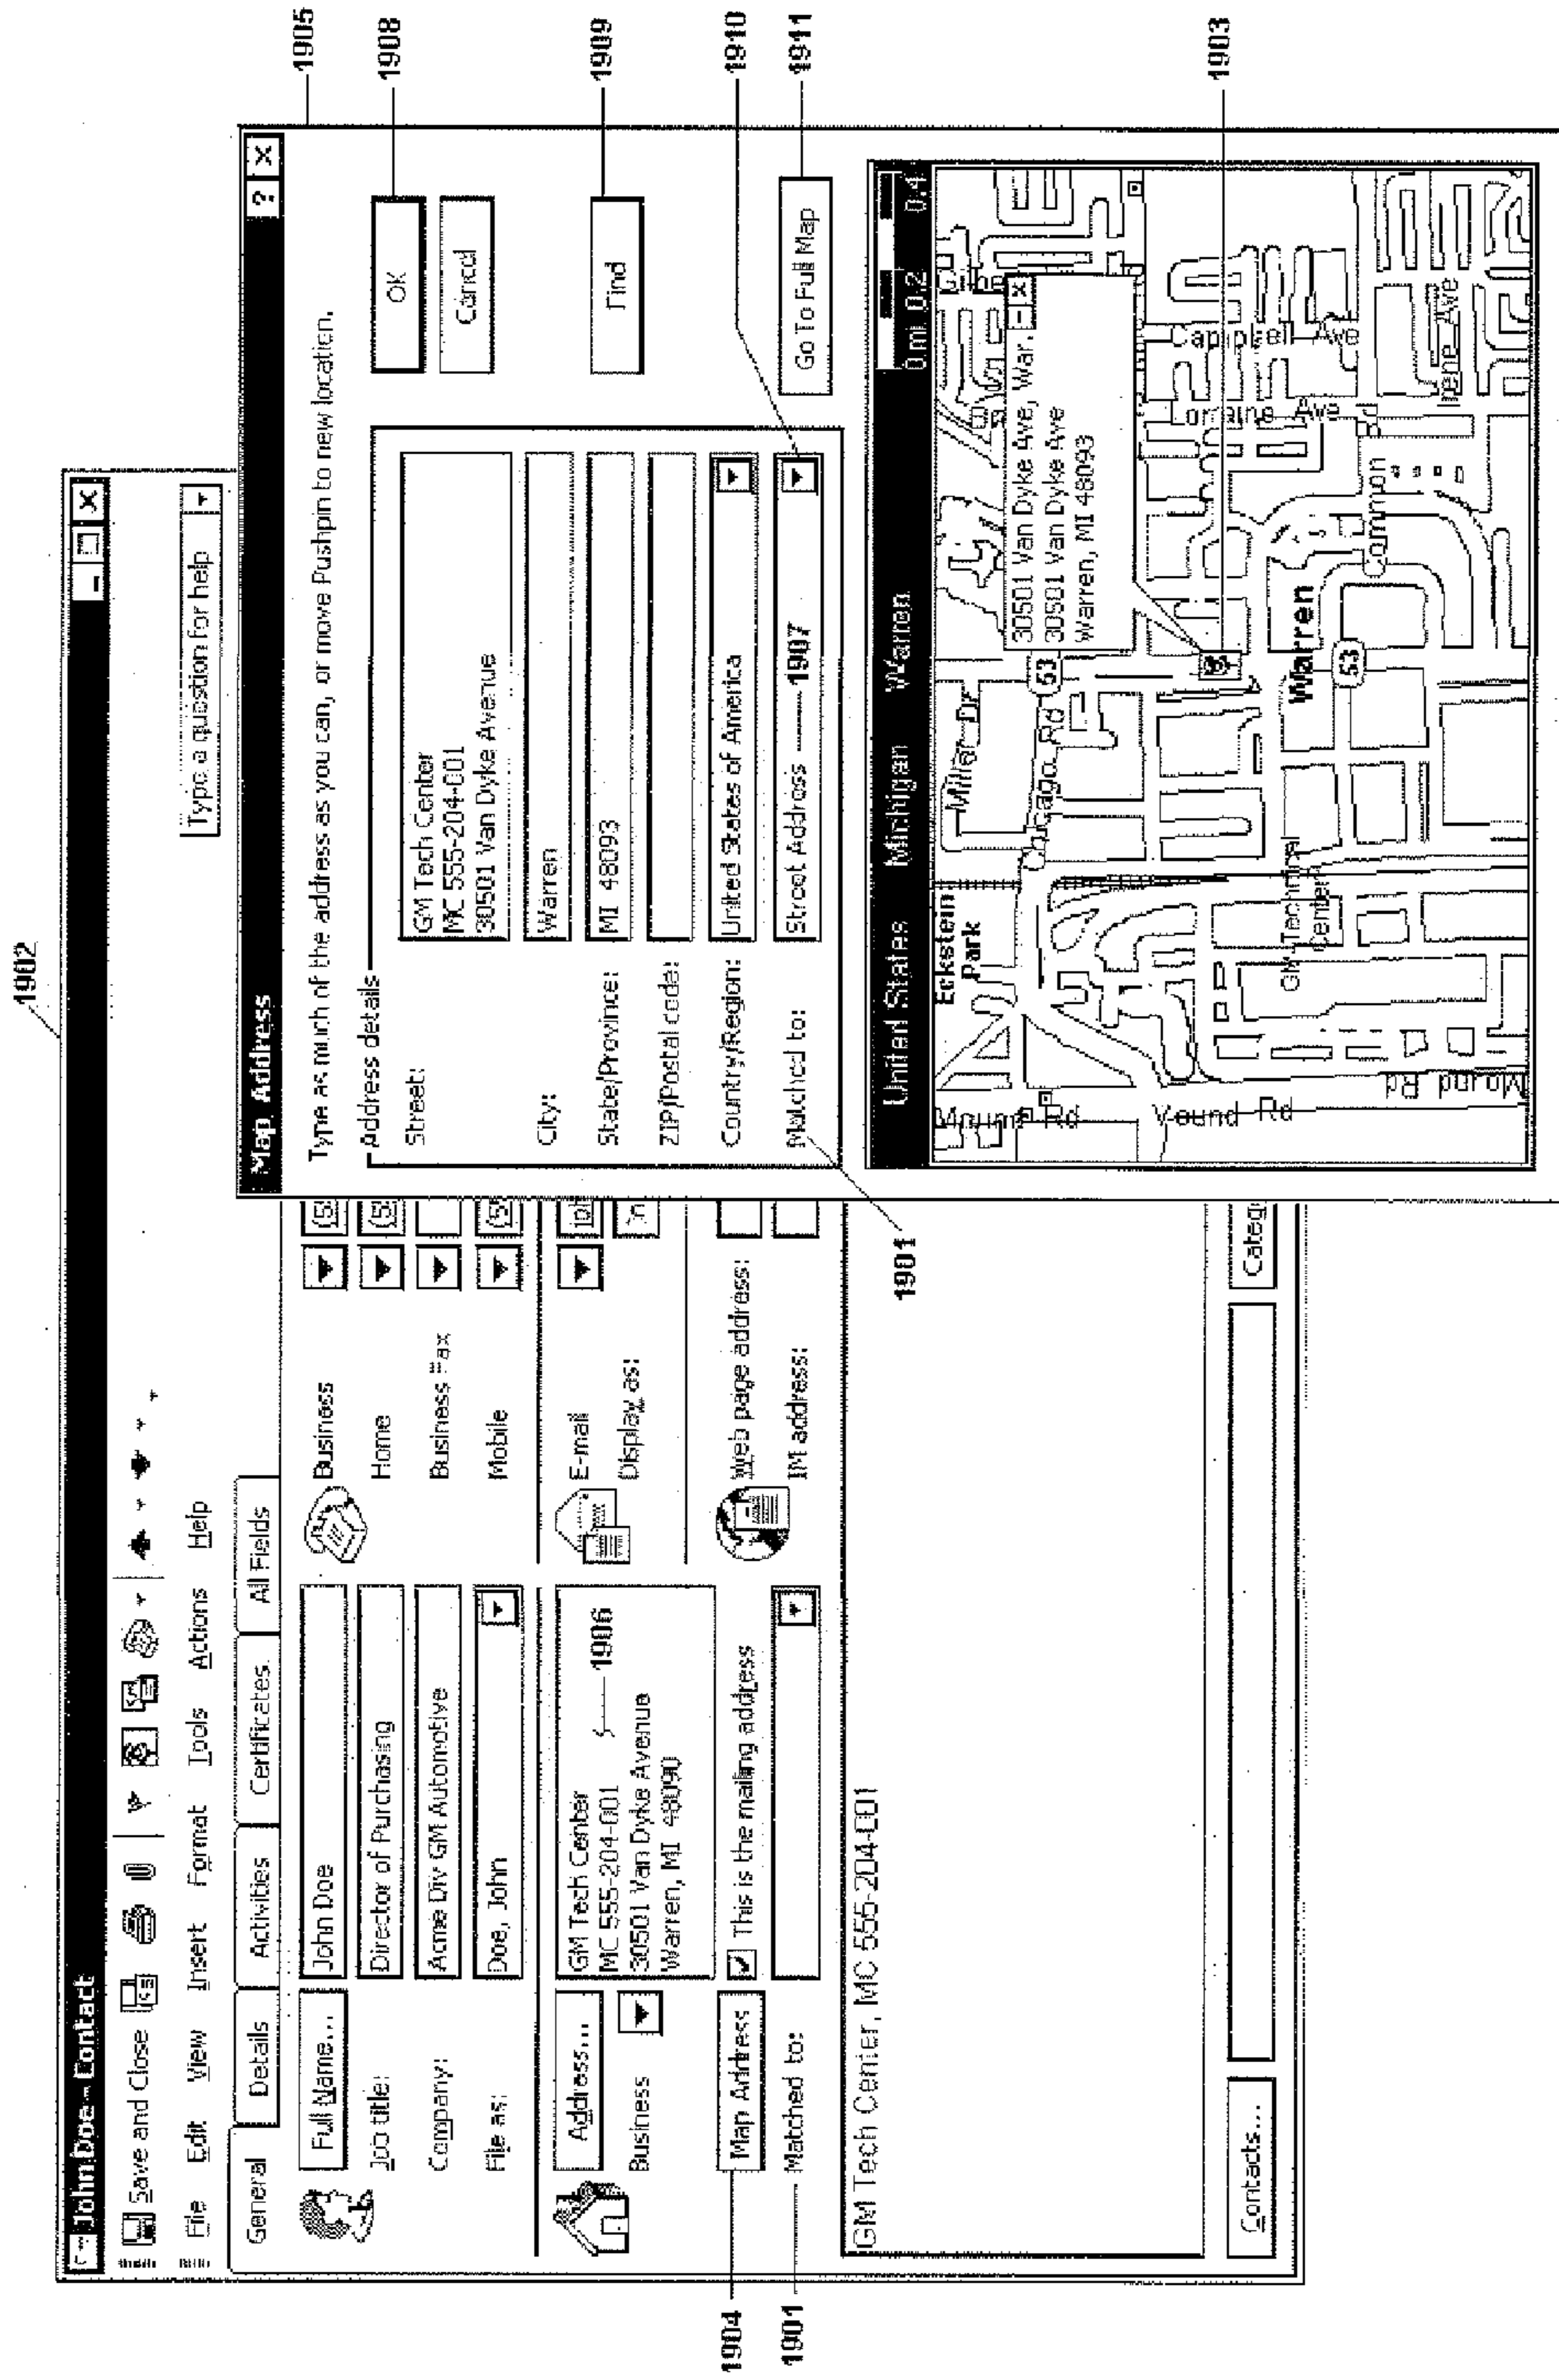 1902
John Doe - Contact
Save and Close
File Edit View Insert Format Tools Actions Help
Type a question for help
General Details Activities Certificates All Fields
Full Name... John Doe
Job title: Director of Purchasing
Company: Acme Div GM Automotive
File as: Doe, John
Business
Home
Business Fax
Mobile
Address...
Business
GM Tech Center
MC 555-204-001
1906
30501 Van Dyke Avenue
Warren, MI 48090
E-mail
Display as:
1904
Map Address
This is the mailing address
1901
Matched to:
Web page address:
IM address:
GM Tech Center, MC 555-204-001
Contacts...
Categ
1905
Map Address
? X
Type as much of the address as you can, or move Pushpin to new location.
Address details
Street: GM Tech Center
MC 555-204-001
30501 Van Dyke Avenue
City: Warren
State/Province: MI 48093
ZIP/Postal code:
Country/Region: United States of America
Matched to: Street Address
1907
1901
OK
1908
Cancel
Find
1909
1910
Go To Full Map
1911
United States Michigan Warren
0 mi 0.2 0.4
Eckstein Park
Miller Dr
Chicago Rd
53
30501 Van Dyke Ave, War.
30501 Van Dyke Ave
Warren, MI 48093
1903
Campbell Ave
Lorraine Ave
Irene Ave
Common
Warren
53
GM Technical Center
Mound Rd
Mound Rd
Mound Rd